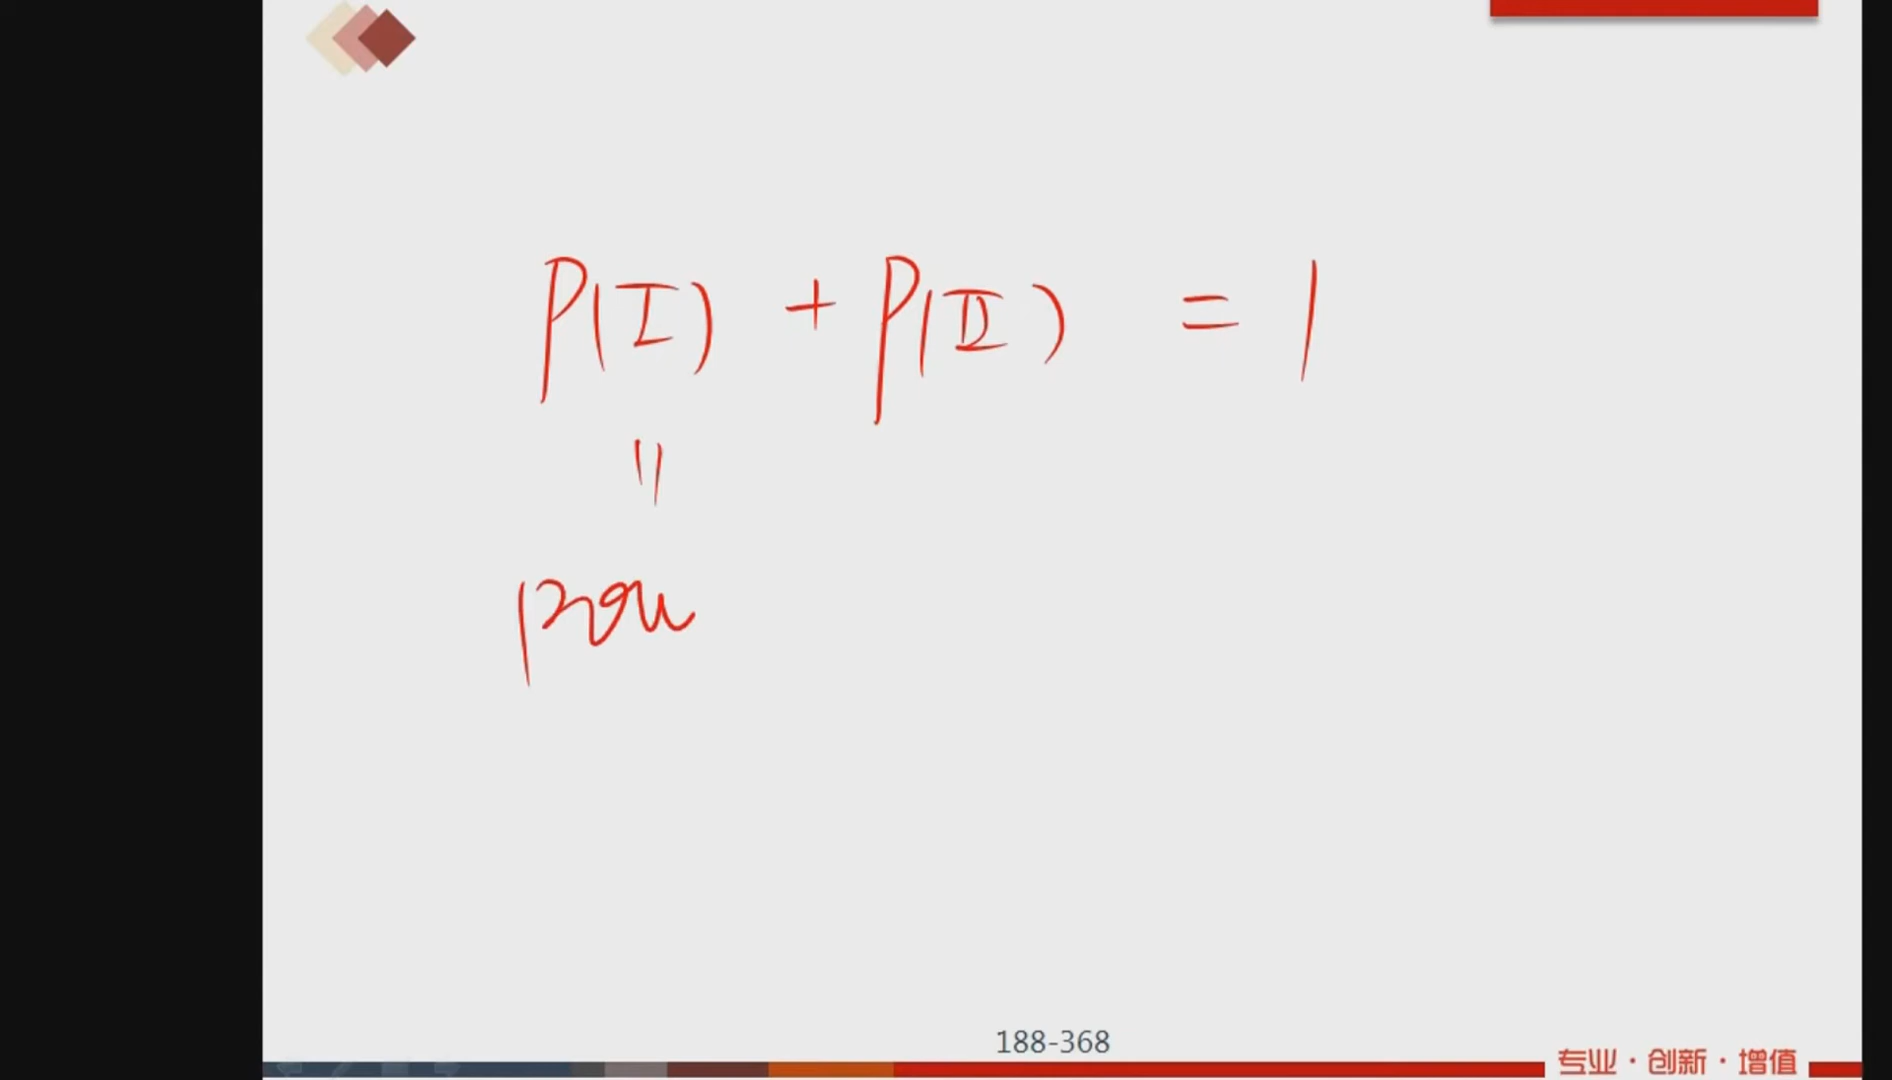 P(I) + P(II) = 1
=
188-368
专业·创新·增值